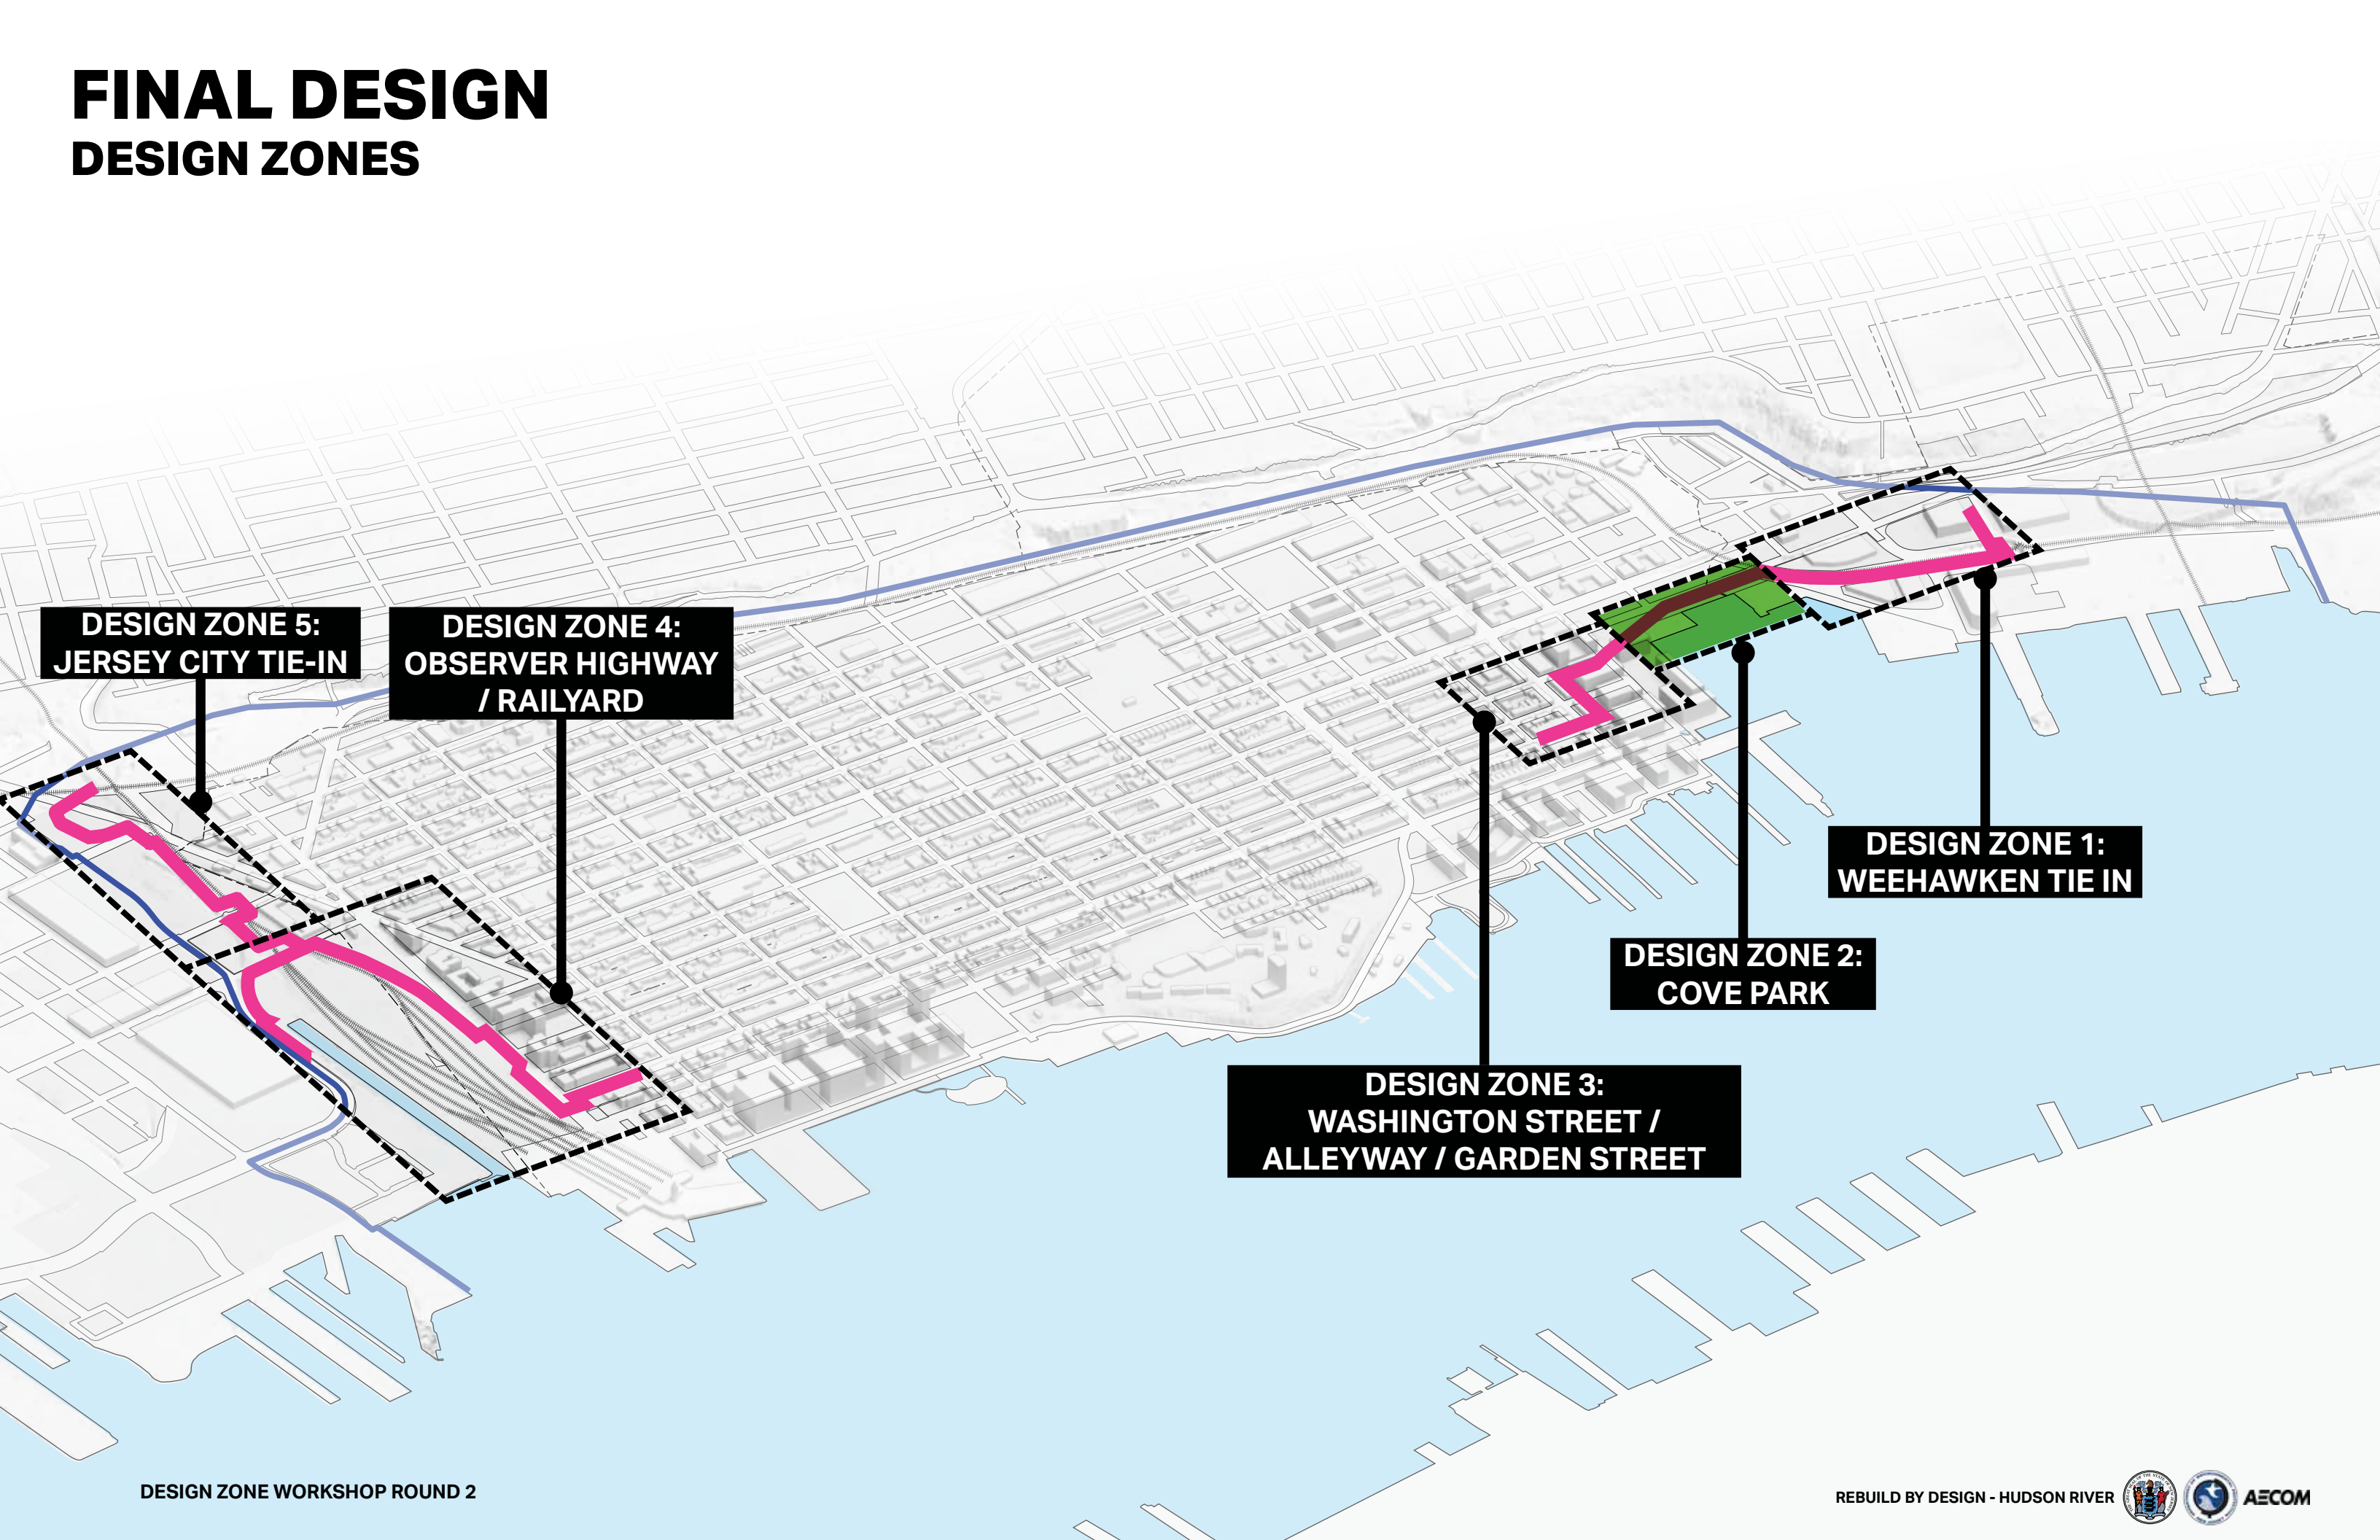 FINAL DESIGN
DESIGN ZONES
DESIGN ZONE 5:
JERSEY CITY TIE-IN
DESIGN ZONE 4:
OBSERVER HIGHWAY
/ RAILYARD
DESIGN ZONE 1:
WEEHAWKEN TIE IN
DESIGN ZONE 2:
COVE PARK
DESIGN ZONE 3:
WASHINGTON STREET /
ALLEYWAY / GARDEN STREET
DESIGN ZONE WORKSHOP ROUND 2
REBUILD BY DESIGN - HUDSON RIVER
AECOM